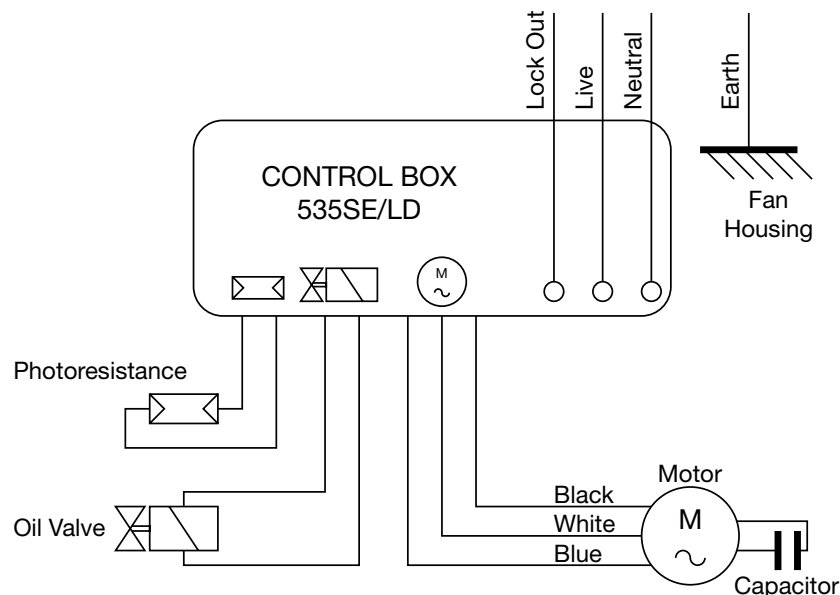 Lock Out
Live
Neutral
Earth
CONTROL BOX
535SE/LD
Fan
Housing
M
Photoresistance
Motor
Black
White
Blue
M
Oil Valve
Capacitor